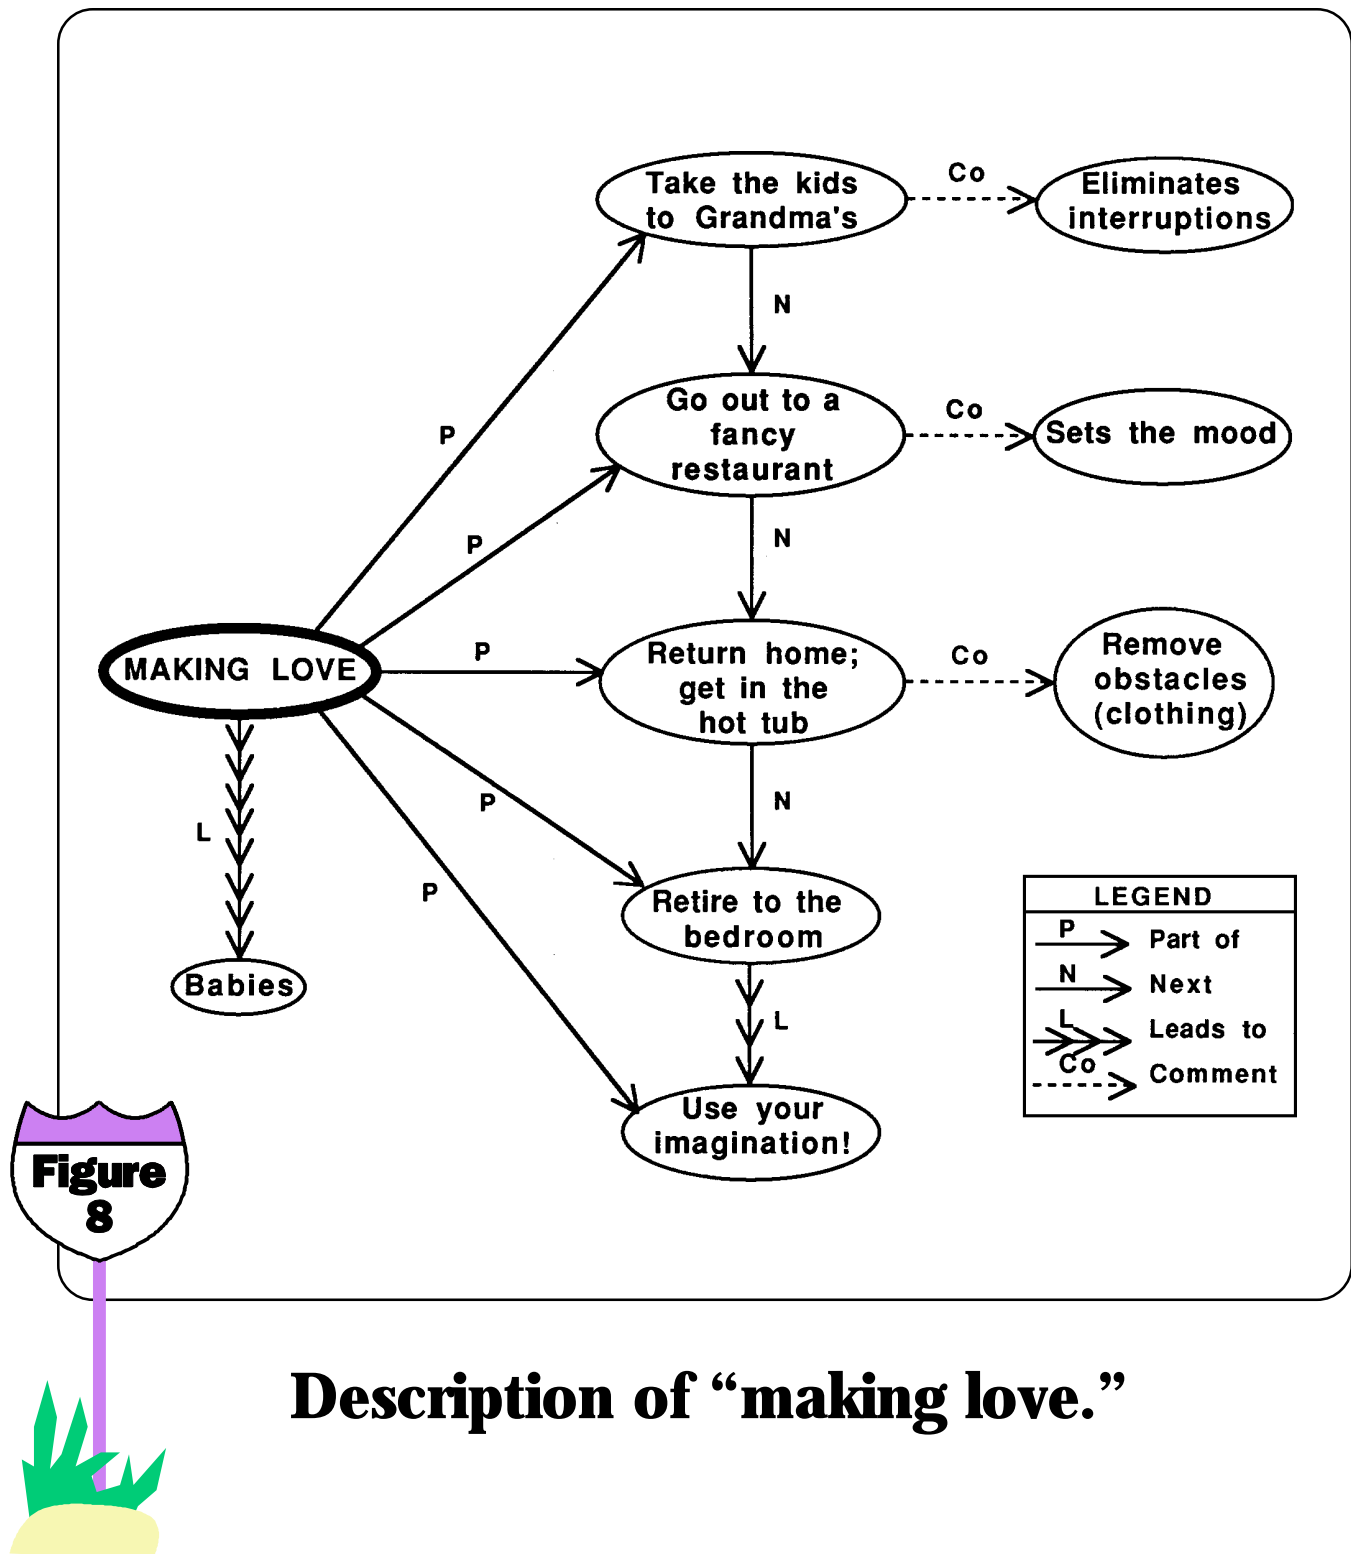 Take the kids
to Grandma's
Co
Eliminates
interruptions
N
P
Go out to a
fancy
restaurant
Co
Sets the mood
P
N
MAKING LOVE
P
Return home;
get in the
hot tub
Co
Remove
obstacles
(clothing)
P
N
L
P
Retire to the
bedroom
Babies
L
Use your
imagination!
LEGEND
P
Part of
N
Next
L
Leads to
Co
Comment
Figure
8
Description of “making love.”